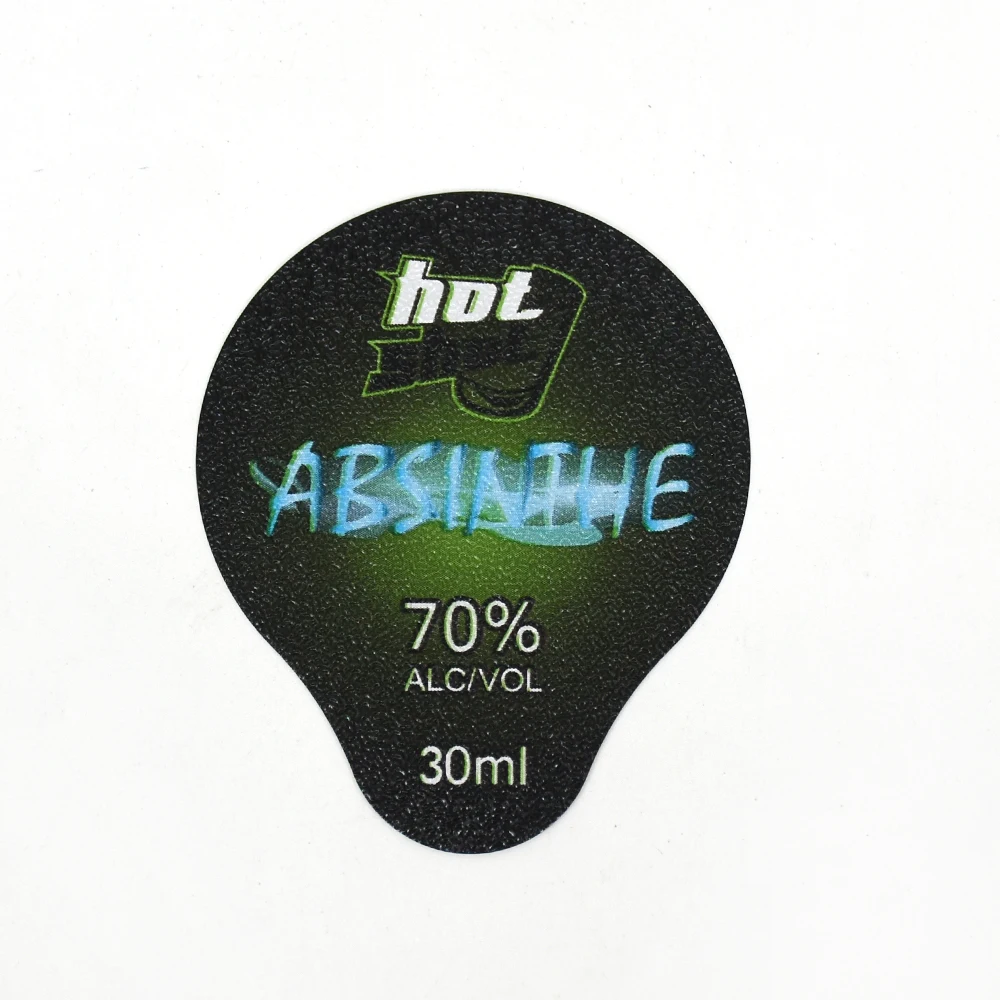 hot
ABSINTHE
70%
ALC/VOL
30ml